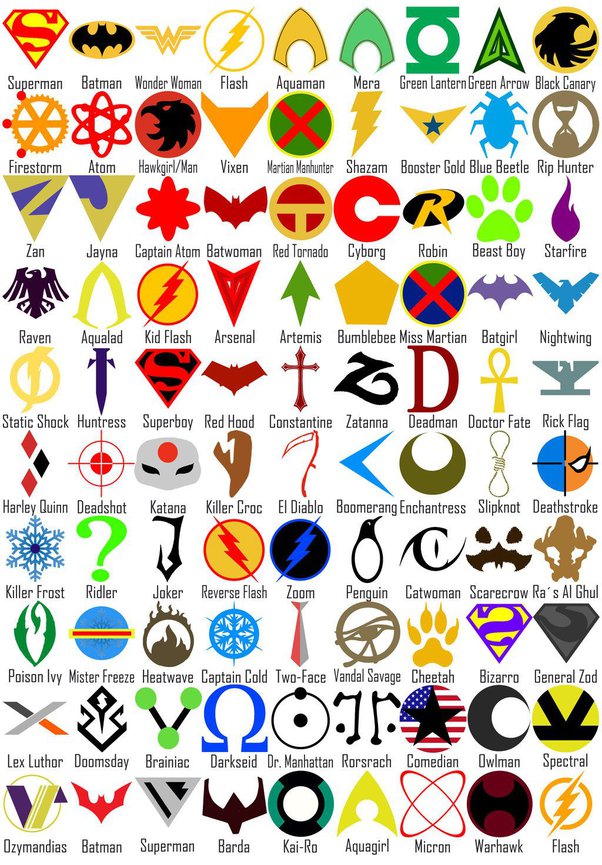 Superman Batman Wonder Woman Flash Aquaman Mera Green Lantern Green Arrow Black Canary
Firestorm Atom Hawkgirl/Man Vixen Martian Manhunter Shazam Booster Gold Blue Beetle Rip Hunter
Zan Jayna Captain Atom Batwoman Red Tornado Cyborg Robin Beast Boy Starfire
Raven Aqualad Kid Flash Arsenal Artemis Bumblebee Miss Martian Batgirl Nightwing
Static Shock Huntress Superboy Red Hood Constantine Zatanna Deadman Doctor Fate Rick Flag
Harley Quinn Deadshot Katana Killer Croc El Diablo Boomerang Enchantress Slipknot Deathstroke
Killer Frost Ridler Joker Reverse Flash Zoom Penguin Catwoman Scarecrow Ra´s Al Ghul
Poison Ivy Mister Freeze Heatwave Captain Cold Two-Face Vandal Savage Cheetah Bizarro General Zod
Lex Luthor Doomsday Brainiac Darkseid Dr. Manhattan Rorsrach Comedian Owlman Spectral
Ozymandias Batman Superman Barda Kai-Ro Aquagirl Micron Warhawk Flash